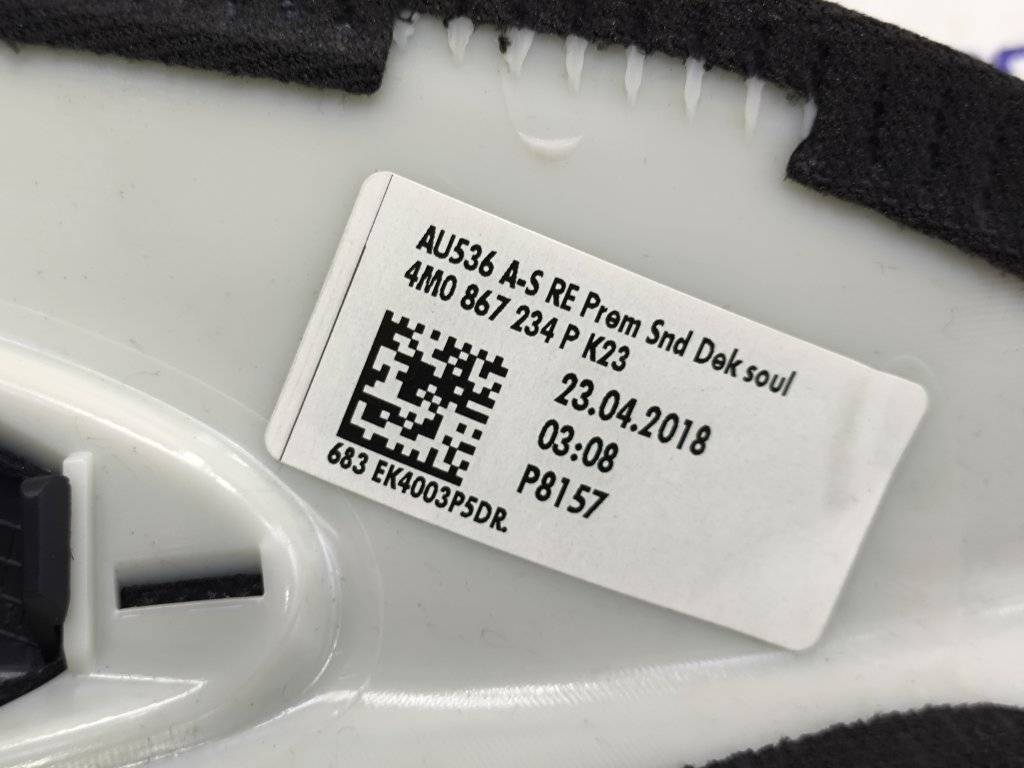 AU536 A-S RE Prem Snd Dek soul
4M0 867 234 P K23
23.04.2018
03:08
P8157
683 EK4003P5DR.